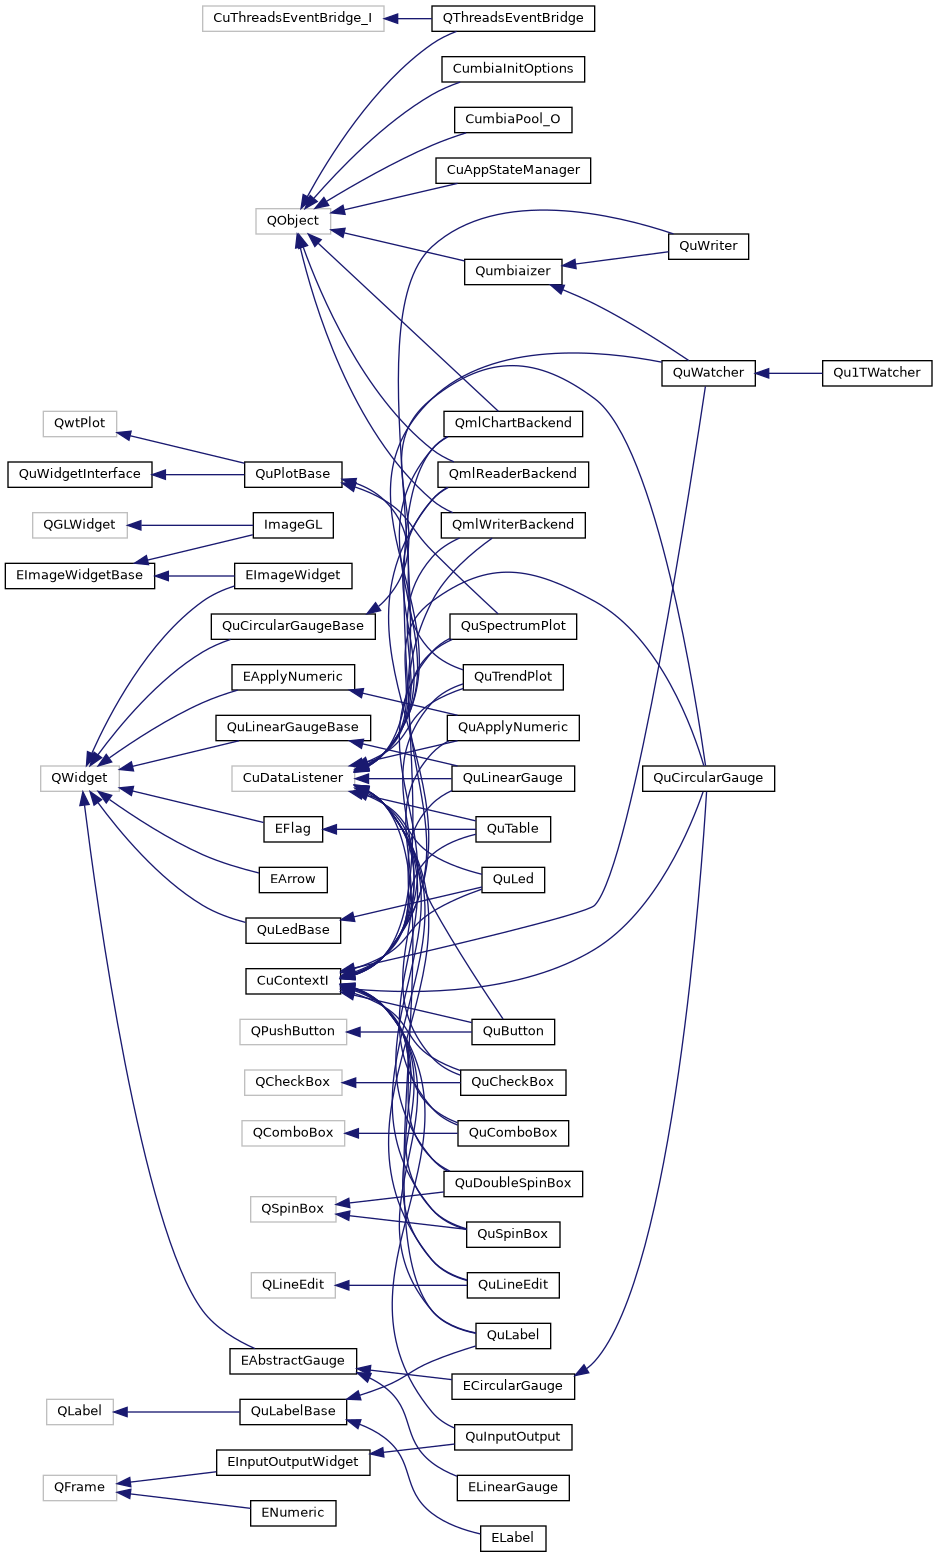 CuThreadsEventBridge_I
QThreadsEventBridge
CumbiaInitOptions
CumbiaPool_O
CuAppStateManager
QObject
QuWriter
Qumbiaizer
QuWatcher
Qu1TWatcher
QwtPlot
QmlChartBackend
QuWidgetInterface
QuPlotBase
QmlReaderBackend
QGLWidget
ImageGL
QmlWriterBackend
EImageWidgetBase
EImageWidget
QuCircularGaugeBase
QuSpectrumPlot
EApplyNumeric
QuTrendPlot
QuLinearGaugeBase
QuApplyNumeric
QWidget
CuDataListener
QuLinearGauge
QuCircularGauge
EFlag
QuTable
EArrow
QuLed
QuLedBase
CuContextI
QPushButton
QuButton
QCheckBox
QuCheckBox
QComboBox
QuComboBox
QuDoubleSpinBox
QSpinBox
QuSpinBox
QLineEdit
QuLineEdit
QuLabel
EAbstractGauge
ECircularGauge
QLabel
QuLabelBase
QuInputOutput
EInputOutputWidget
QFrame
ELinearGauge
ENumeric
ELabel